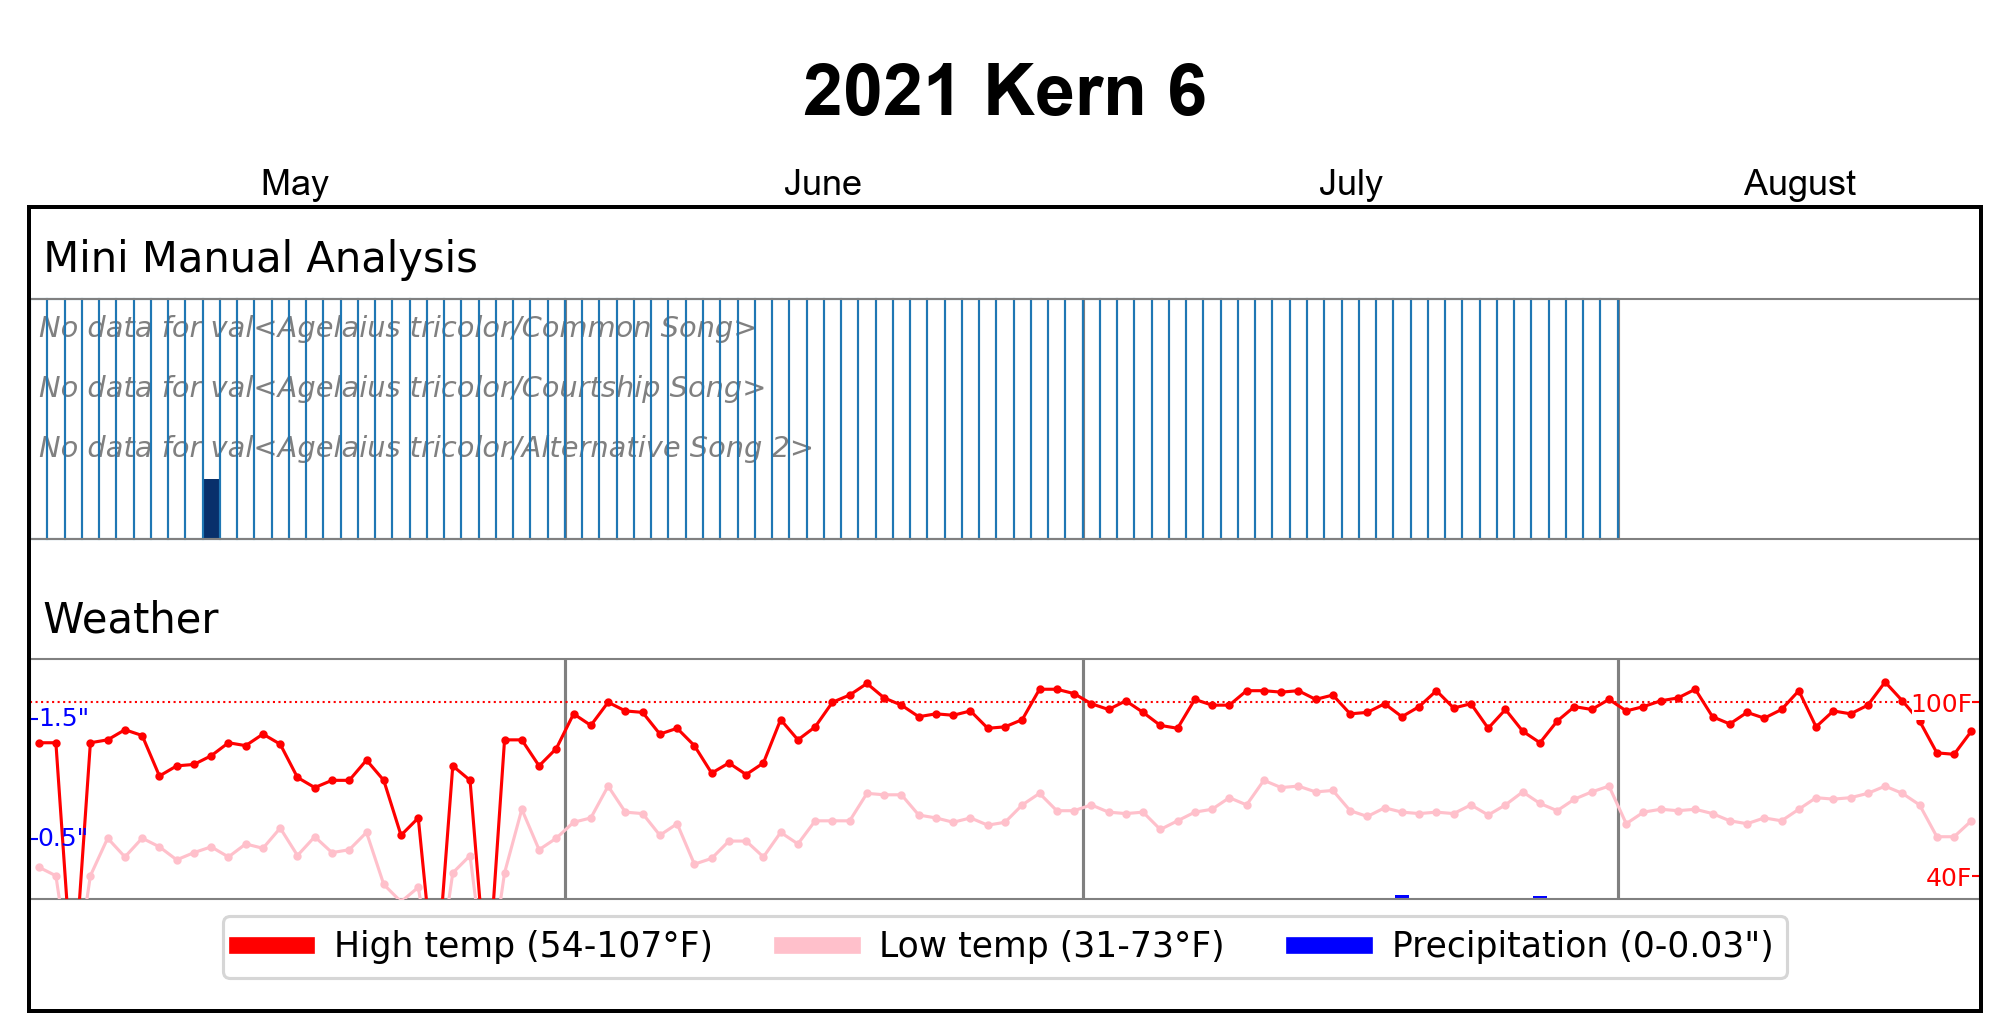 2021 Kern 6
May June July August
Mini Manual Analysis
No data for val<Agelaius tricolor/Common Song>
No data for val<Agelaius tricolor/Courtship Song>
No data for val<Agelaius tricolor/Alternative Song 2>
Weather
1.5" 100F
0.5" 40F
High temp (54-107°F) Low temp (31-73°F) Precipitation (0-0.03")